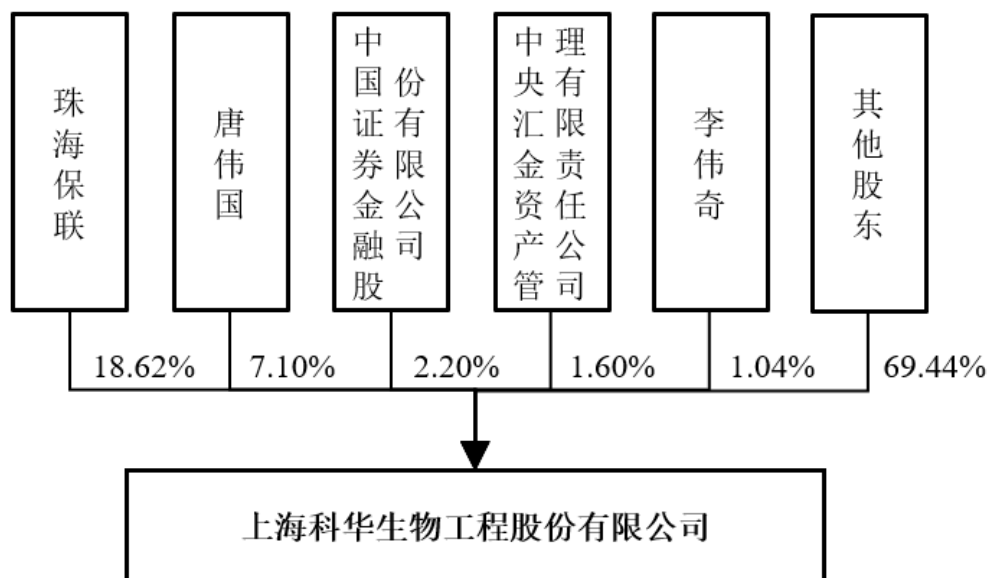 珠海保联
唐伟国
中国证券金融股
份有限公司
中央汇金资产管
理有限责任公司
李伟奇
其他股东
18.62%
7.10%
2.20%
1.60%
1.04%
69.44%
上海科华生物工程股份有限公司